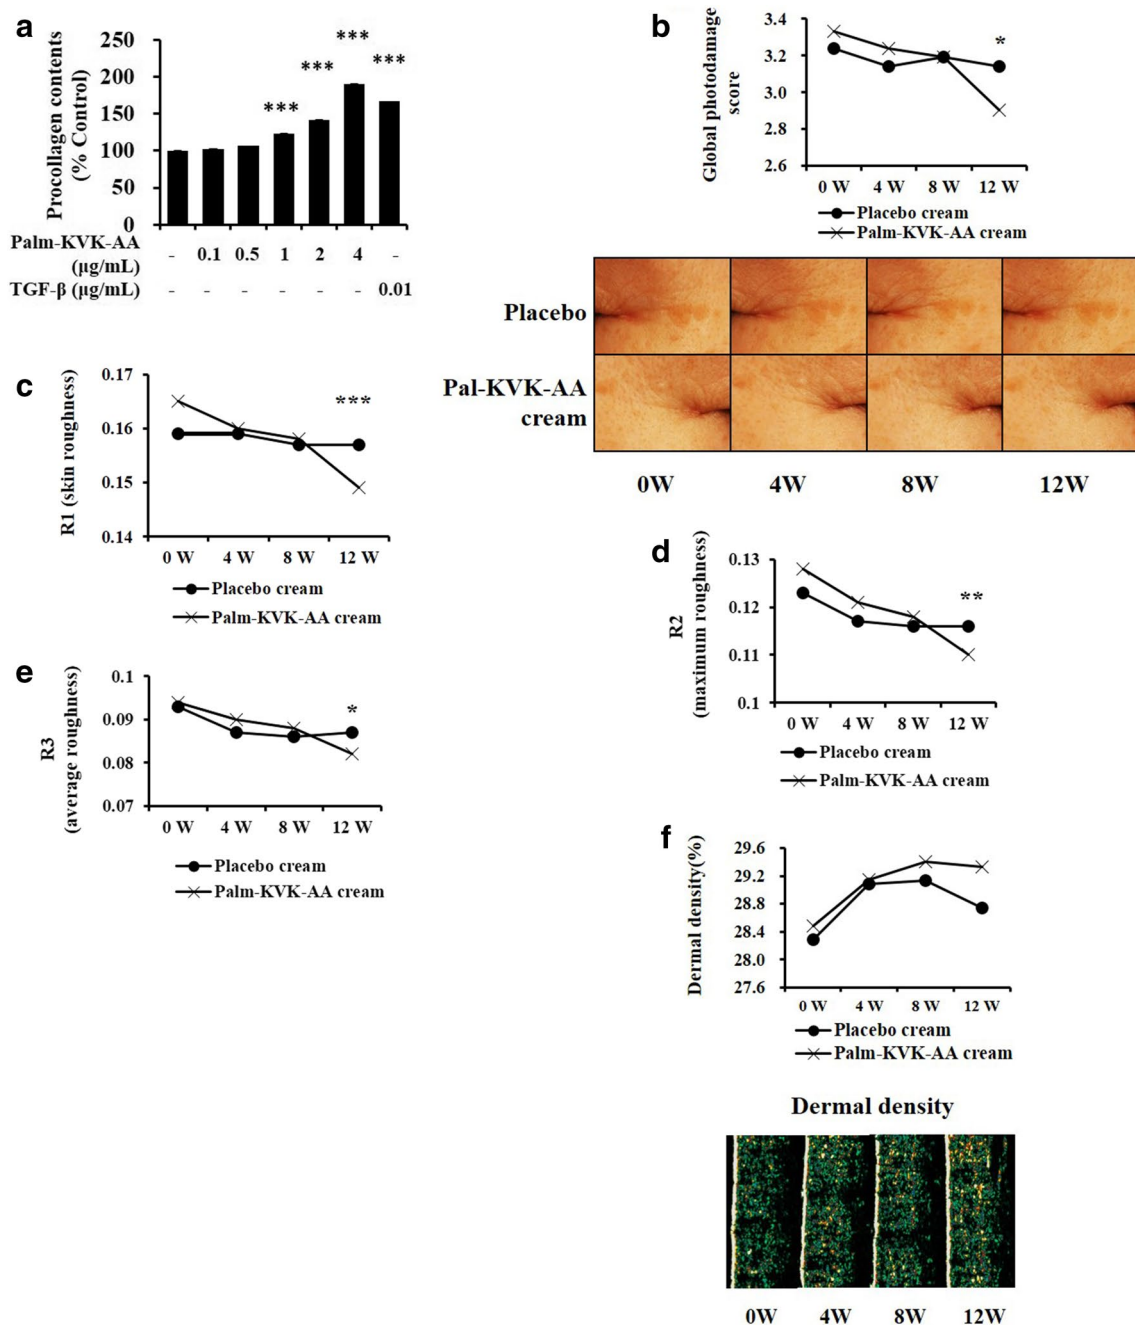 a
Procollagen contents
(% Control)
250
200
150
100
50
0
***
***
***
***
Palm-KVK-AA
(μg/mL)
- 0.1 0.5 1 2 4 -
TGF-β (μg/mL) - - - - - - 0.01
b
Global photodamage
score
3.4
3.2
3.0
2.8
2.6
*
0 W 4 W 8 W 12 W
Placebo cream
Palm-KVK-AA cream
Placebo
Pal-KVK-AA
cream
0W 4W 8W 12W
c
R1 (skin roughness)
0.17
0.16
0.15
0.14
***
0 W 4 W 8 W 12 W
Placebo cream
Palm-KVK-AA cream
d
R2
(maximum roughness)
0.13
0.12
0.11
0.1
**
0 W 4 W 8 W 12 W
Placebo cream
Palm-KVK-AA cream
e
R3
(average roughness)
0.1
0.09
0.08
0.07
*
0 W 4 W 8 W 12 W
Placebo cream
Palm-KVK-AA cream
f
Dermal density(%)
29.6
29.2
28.8
28.4
28.0
27.6
0 W 4 W 8 W 12 W
Placebo cream
Palm-KVK-AA cream
Dermal density
0W 4W 8W 12W